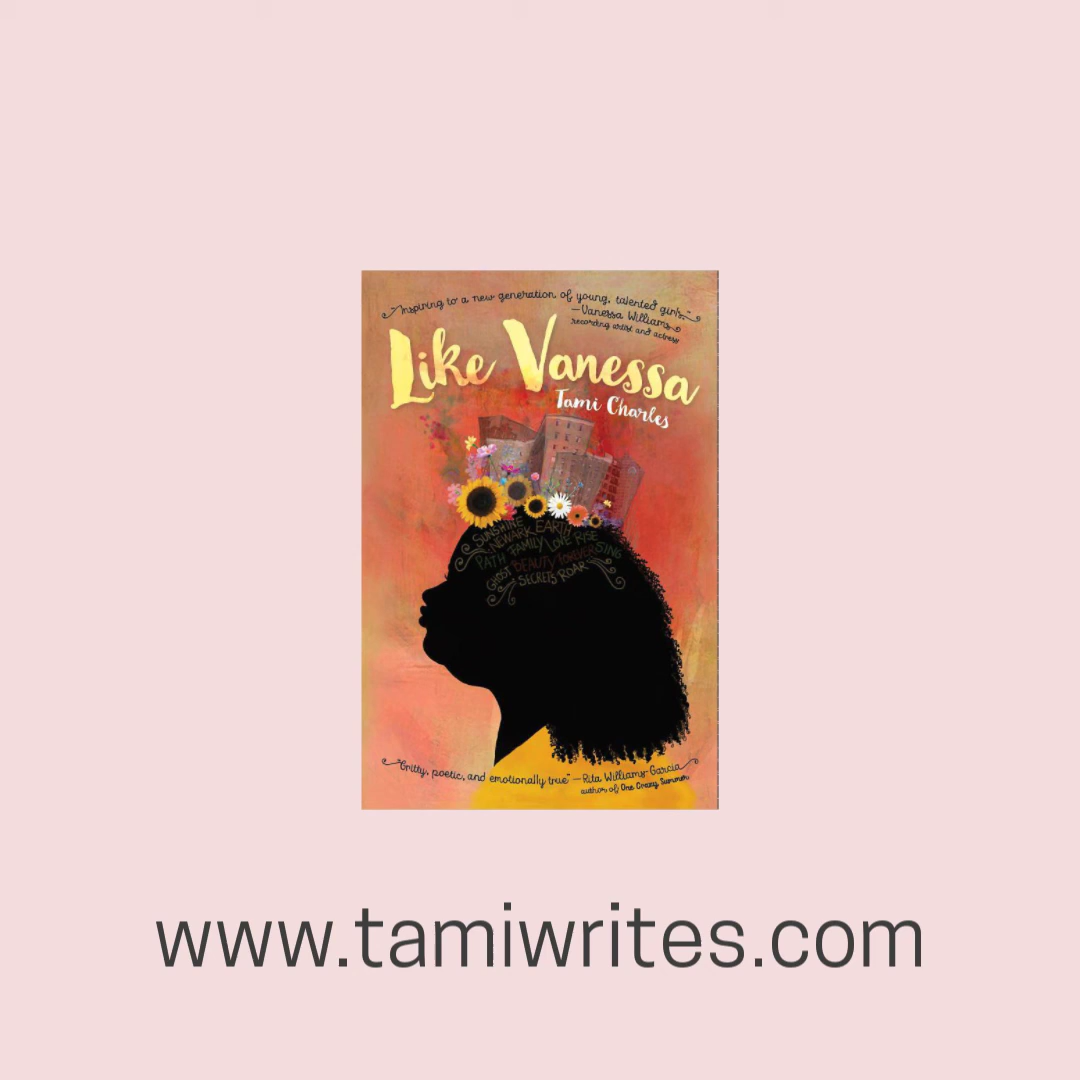 "Inspiring to a new generation of young, talented girls."
—Vanessa Williams,
recording artist and actress
Like Vanessa
Tami Charles
SUNSHINE
NEWARK EARTH
PATH FAMILY LOVE RISE
GHOST BEAUTY FOREVER SING
SECRETS ROAR
"Gritty, poetic, and emotionally true" —Rita Williams-Garcia
author of One Crazy Summer
www.tamiwrites.com